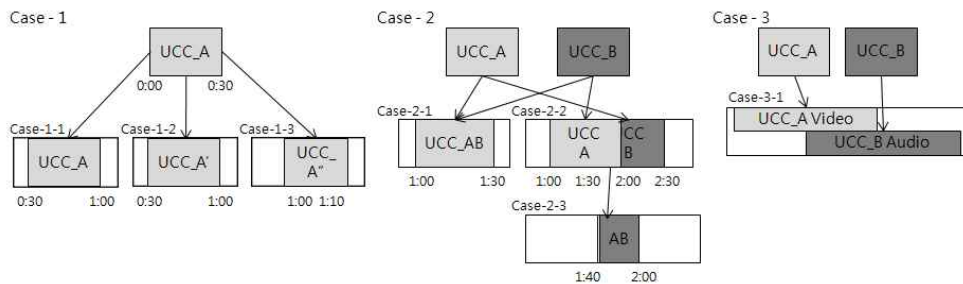 Case - 1
UCC_A
0:00 0:30
Case-1-1
UCC_A
0:30 1:00
Case-1-2
UCC_A'
0:30 1:00
Case-1-3
UCC_
A"
1:00 1:10
Case - 2
UCC_A
UCC_B
Case-2-1
UCC_AB
1:00 1:30
Case-2-2
UCC
A
CC
B
1:00 1:30 2:00 2:30
Case-2-3
AB
1:40 2:00
Case - 3
UCC_A
UCC_B
Case-3-1
UCC_A Video
UCC_B Audio